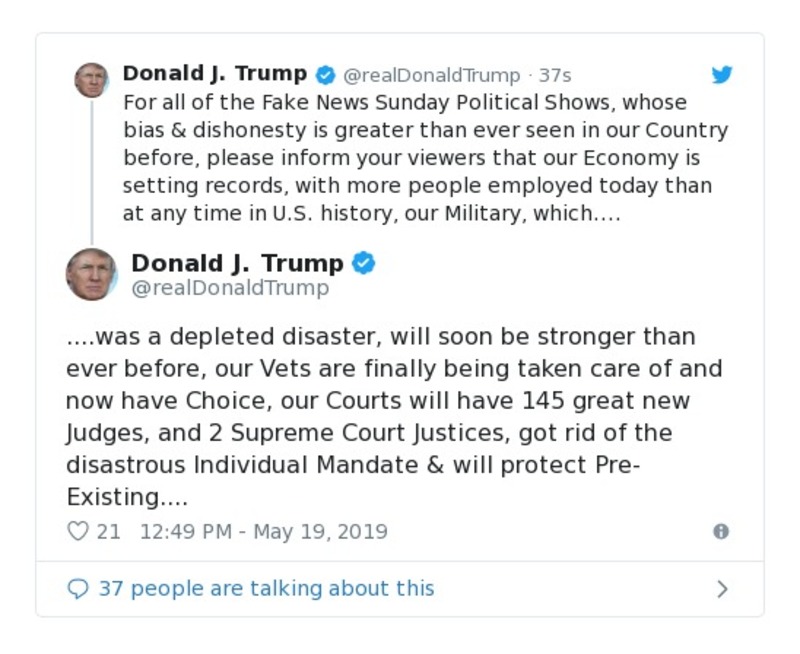 Donald J. Trump @realDonaldTrump · 37s
For all of the Fake News Sunday Political Shows, whose
bias & dishonesty is greater than ever seen in our Country
before, please inform your viewers that our Economy is
setting records, with more people employed today than
at any time in U.S. history, our Military, which....
Donald J. Trump
@realDonaldTrump
....was a depleted disaster, will soon be stronger than
ever before, our Vets are finally being taken care of and
now have Choice, our Courts will have 145 great new
Judges, and 2 Supreme Court Justices, got rid of the
disastrous Individual Mandate & will protect Pre-
Existing....
21 12:49 PM - May 19, 2019
37 people are talking about this